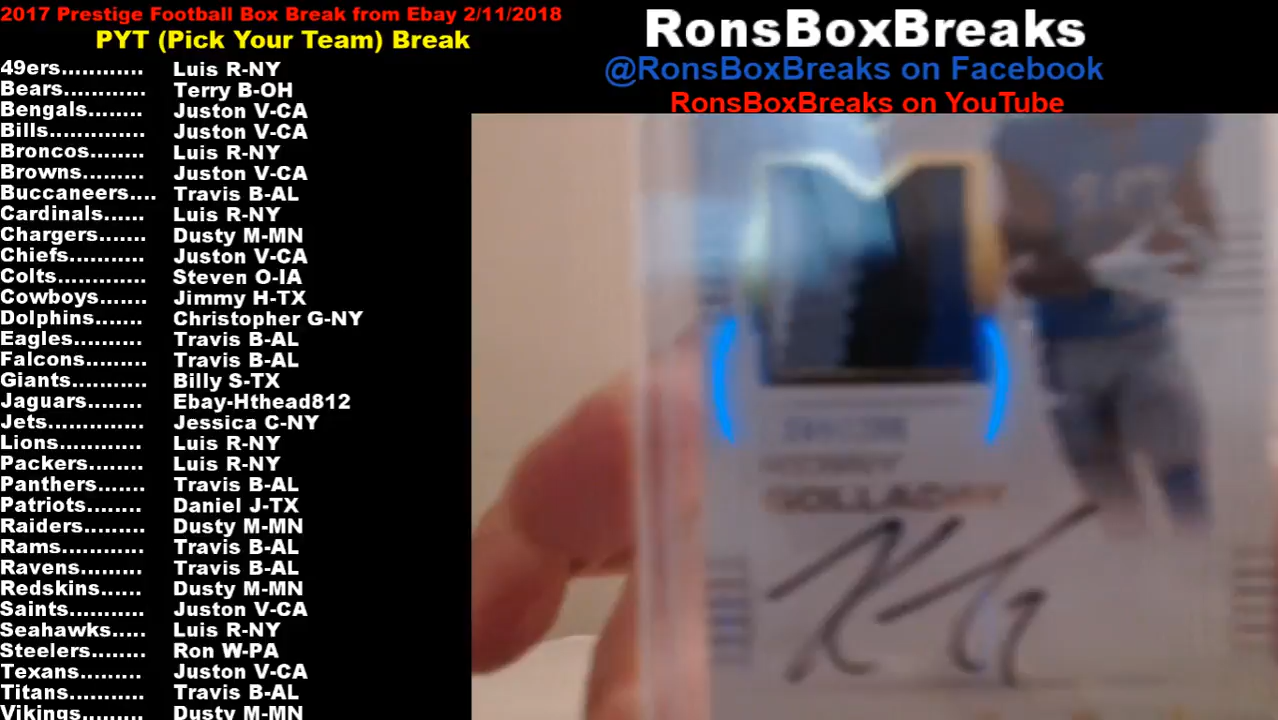 2017 Prestige Football Box Break from Ebay 2/11/2018
PYT (Pick Your Team) Break
49ers............ Luis R-NY
Bears............ Terry B-OH
Bengals........ Juston V-CA
Bills.............. Juston V-CA
Broncos........ Luis R-NY
Browns......... Juston V-CA
Buccaneers.... Travis B-AL
Cardinals...... Luis R-NY
Chargers....... Dusty M-MN
Chiefs........... Juston V-CA
Colts............. Steven O-IA
Cowboys....... Jimmy H-TX
Dolphins....... Christopher G-NY
Eagles.......... Travis B-AL
Falcons......... Travis B-AL
Giants........... Billy S-TX
Jaguars........ Ebay-Hthead812
Jets.............. Jessica C-NY
Lions............ Luis R-NY
Packers........ Luis R-NY
Panthers....... Travis B-AL
Patriots......... Daniel J-TX
Raiders......... Dusty M-MN
Rams............ Travis B-AL
Ravens......... Travis B-AL
Redskins...... Dusty M-MN
Saints........... Juston V-CA
Seahawks..... Luis R-NY
Steelers........ Ron W-PA
Texans......... Juston V-CA
Titans........... Travis B-AL
Vikings......... Dusty M-MN
RonsBoxBreaks
@RonsBoxBreaks on Facebook
RonsBoxBreaks on YouTube
KENNY
GOLLADAY